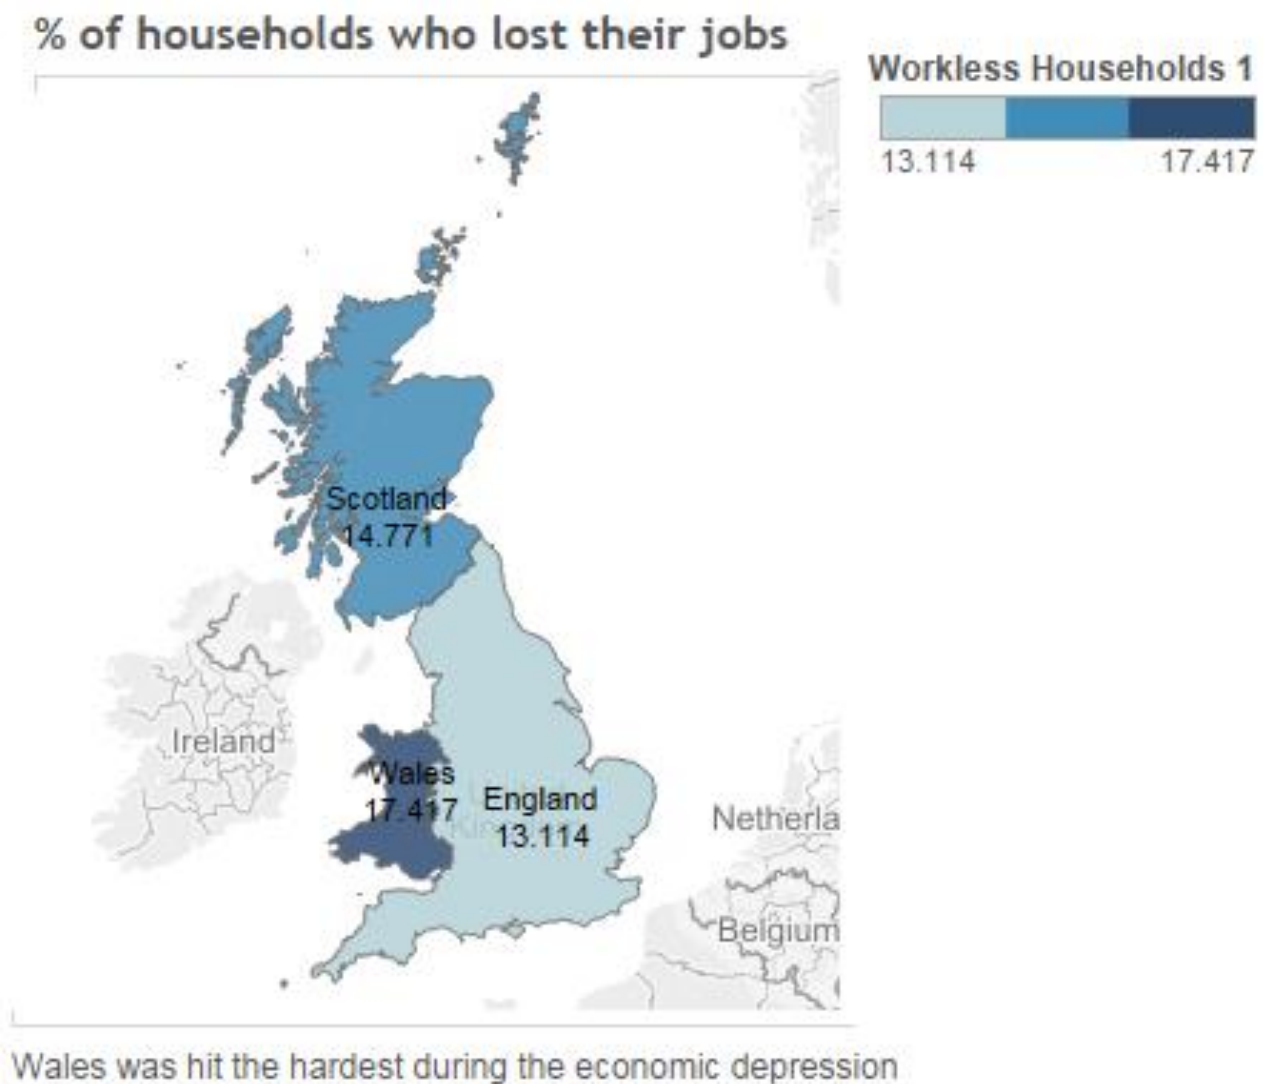 % of households who lost their jobs
Workless Households 1
13.114 17.417
Scotland
14.771
Ireland
Wales
17.417
England
13.114
Netherla
Belgium
Wales was hit the hardest during the economic depression